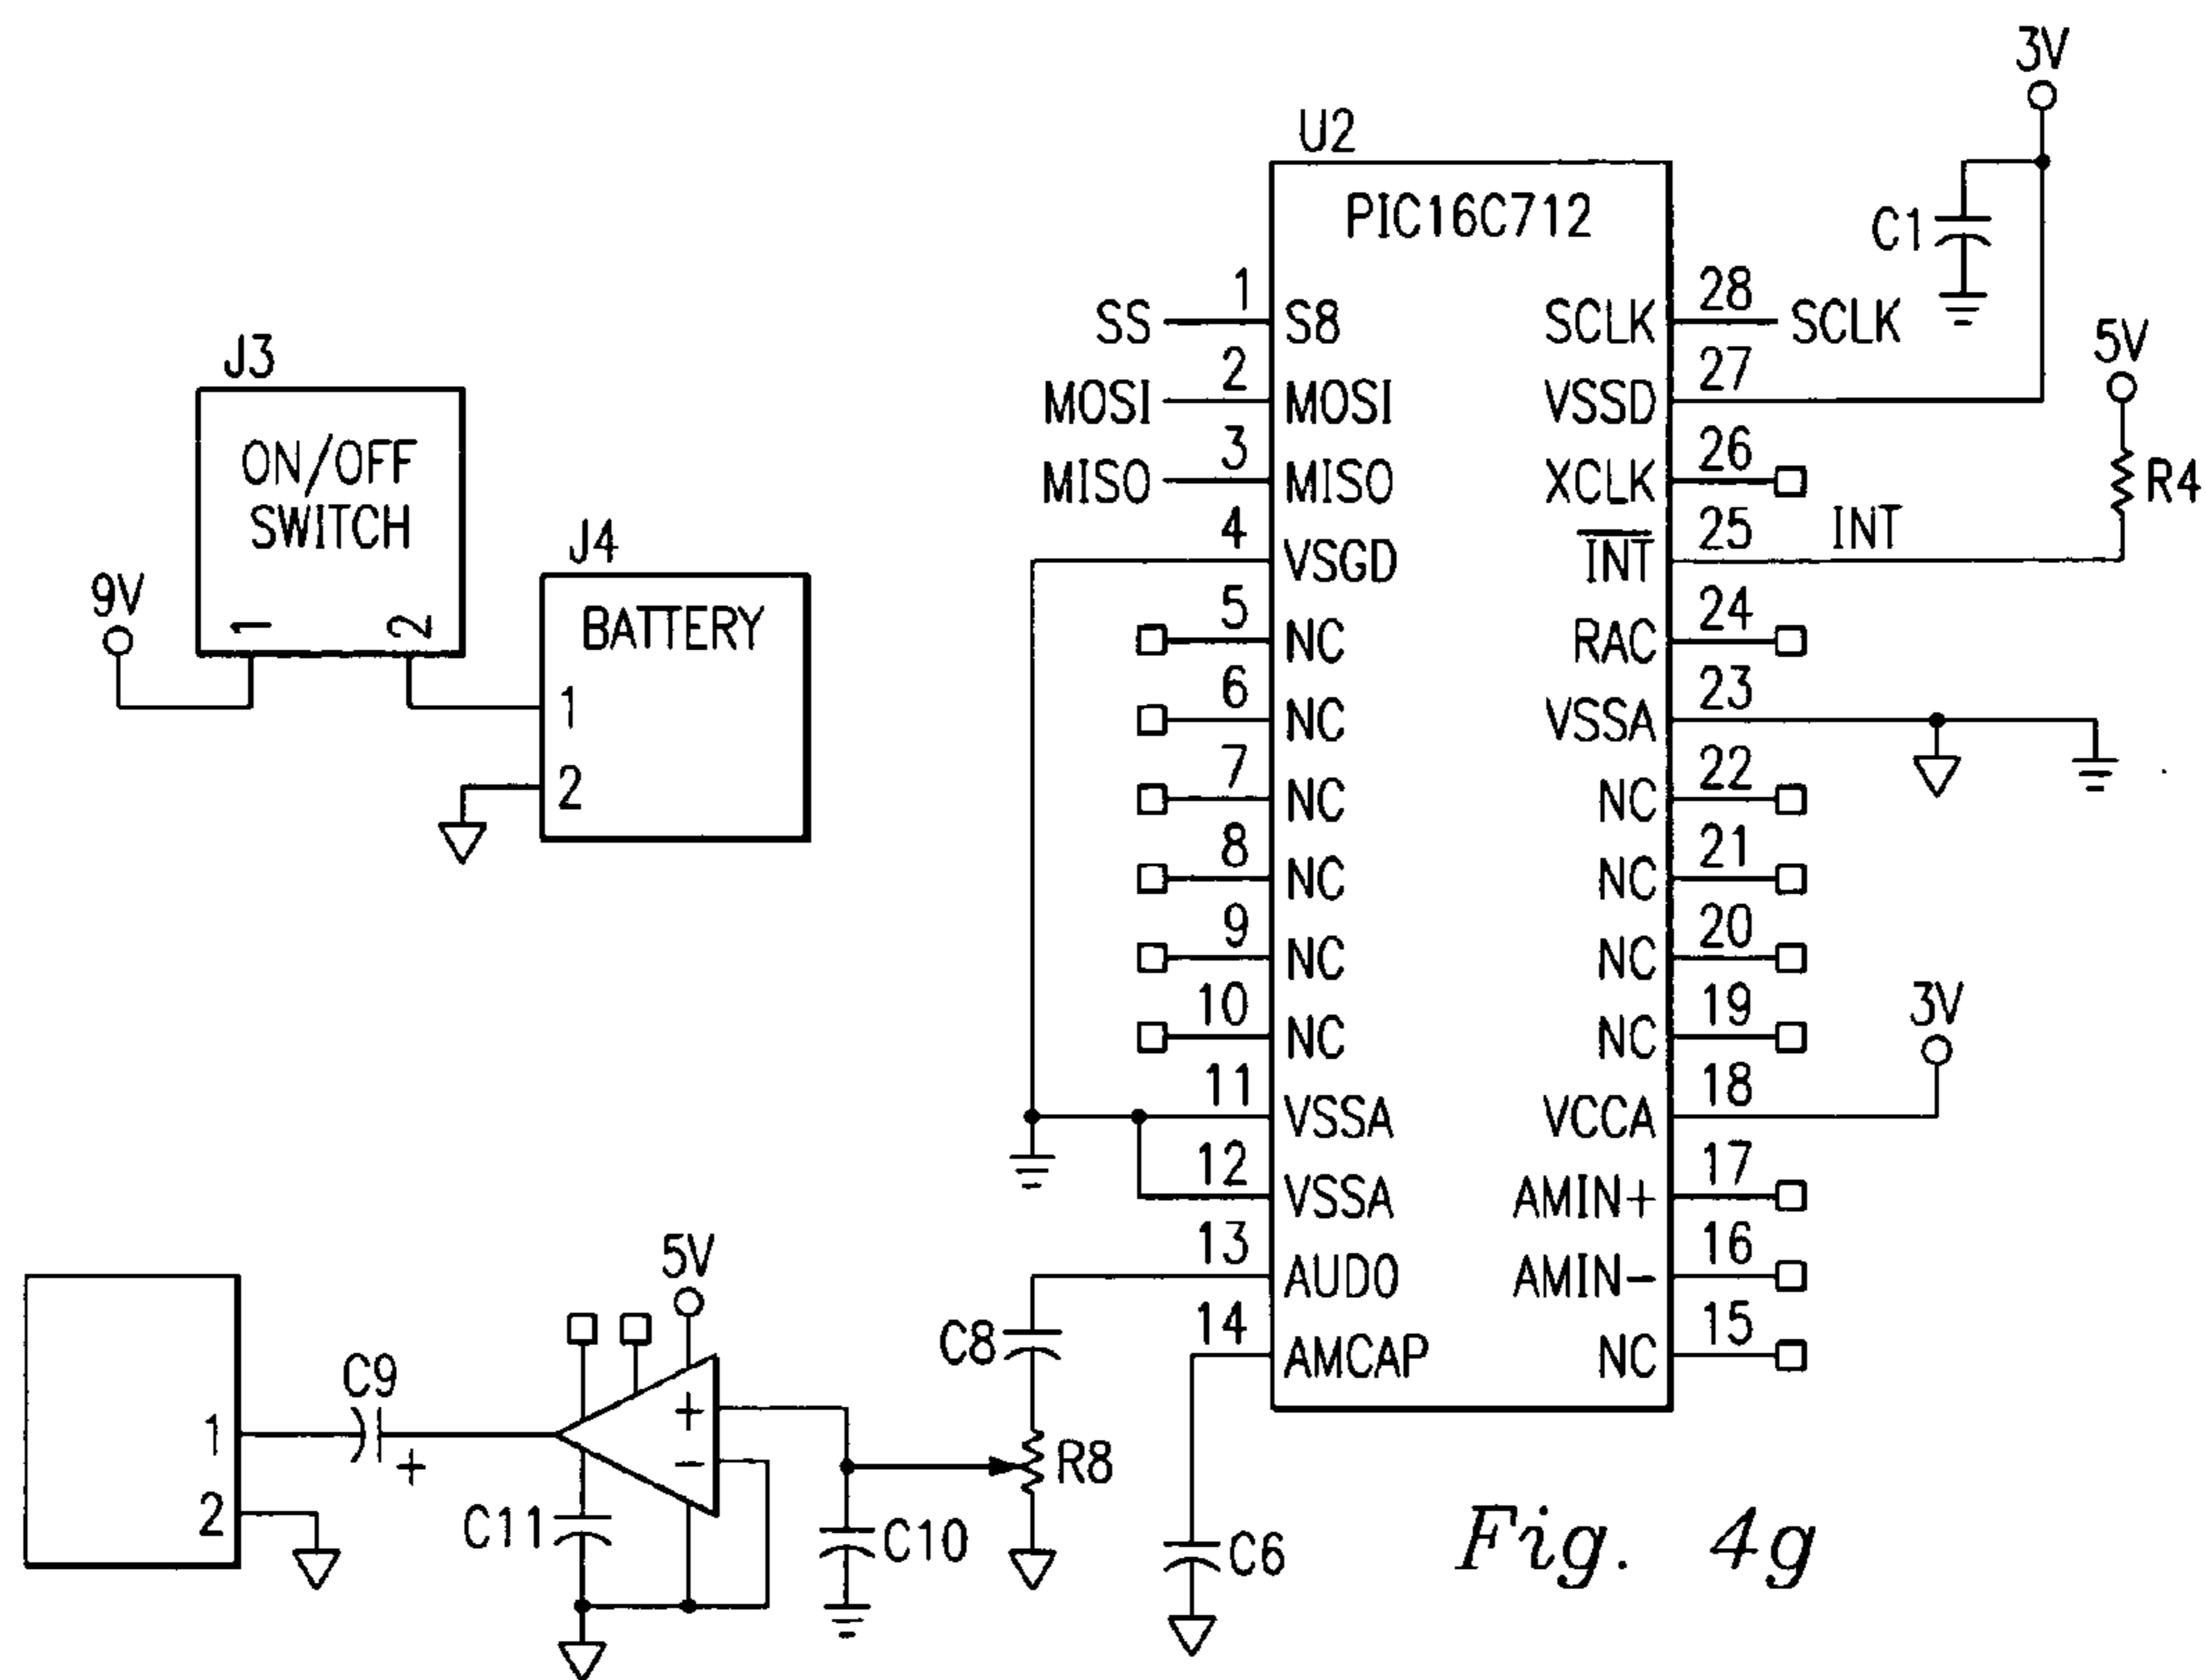 3V
U2
PIC16C712
C1
1
28
SS
S8
SCLK
SCLK
J3
2
27
5V
MOSI
MOSI
VSSD
ON/OFF
SWITCH
3
26
MISO
MISO
XCLK
R4
J4
4
25
INT
VSGD
INT
9V
1
2
BATTERY
5
24
NC
RAC
1
6
23
NC
VSSA
2
7
22
NC
NC
8
21
NC
NC
9
20
NC
NC
10
19
3V
NC
NC
11
18
VSSA
VCCA
12
17
VSSA
AMIN+
5V
13
16
AUDO
AMIN-
C8
14
15
AMCAP
NC
C9
1
+
+
-
R8
2
C11
C10
C6
Fig. 4g